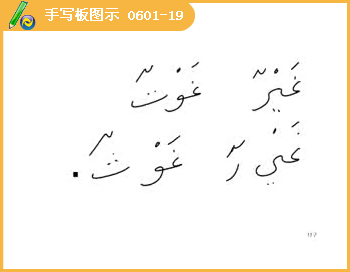 手写板图示 0601-19
غَيْرٌ غَوْثٌ
غَيْ رٌ غَوْ ثٌ .